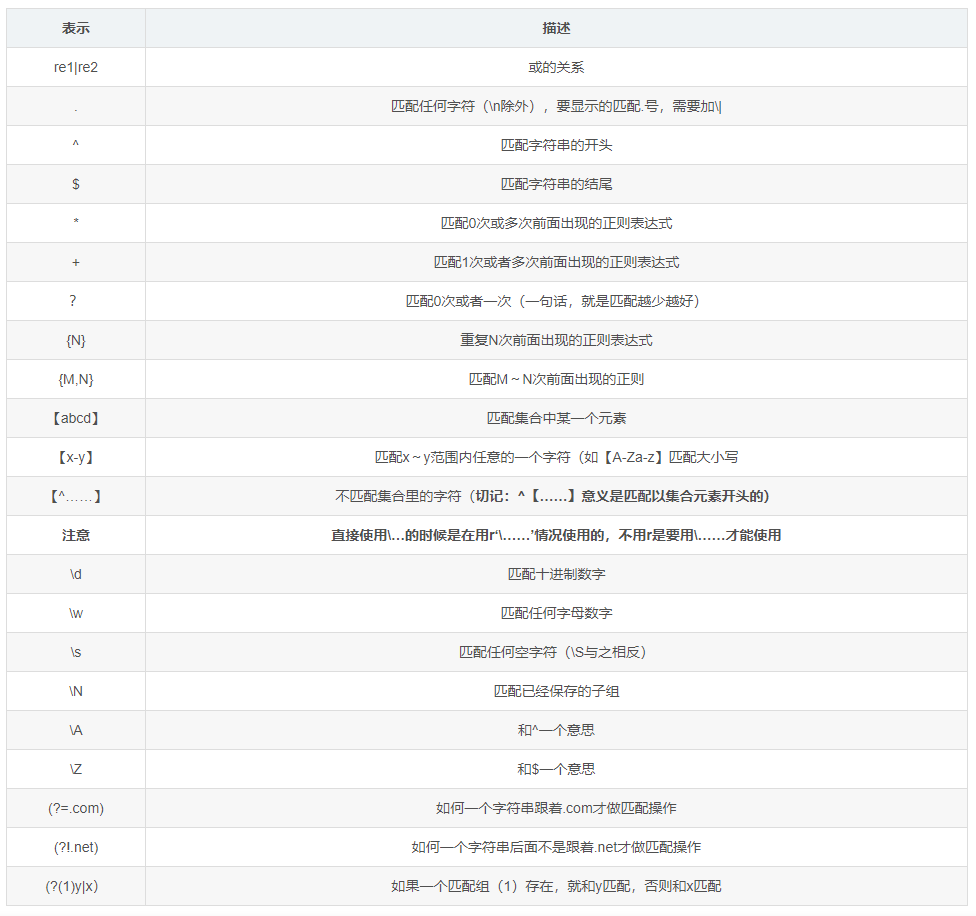 表示 描述
re1|re2 或的关系
. 匹配任何字符（\n除外），要显示的匹配.号，需要加\|
^ 匹配字符串的开头
$ 匹配字符串的结尾
* 匹配0次或多次前面出现的正则表达式
+ 匹配1次或者多次前面出现的正则表达式
? 匹配0次或者一次（一句话，就是匹配越少越好）
{N} 重复N次前面出现的正则表达式
{M,N} 匹配M～N次前面出现的正则
【abcd】 匹配集合中某一个元素
【x-y】 匹配x～y范围内任意的一个字符（如【A-Za-z】匹配大小写
【^……】 不匹配集合里的字符（切记：^【……】意义是匹配以集合元素开头的）
注意 直接使用\…的时候是在用r‘\……’情况使用的，不用r是要用\……才能使用
\d 匹配十进制数字
\w 匹配任何字母数字
\s 匹配任何空字符（\S与之相反）
\N 匹配已经保存的子组
\A 和^一个意思
\Z 和$一个意思
(?=.com) 如何一个字符串跟着.com才做匹配操作
(?!.net) 如何一个字符串后面不是跟着.net才做匹配操作
(?(1)y|x） 如果一个匹配组（1）存在，就和y匹配，否则和x匹配